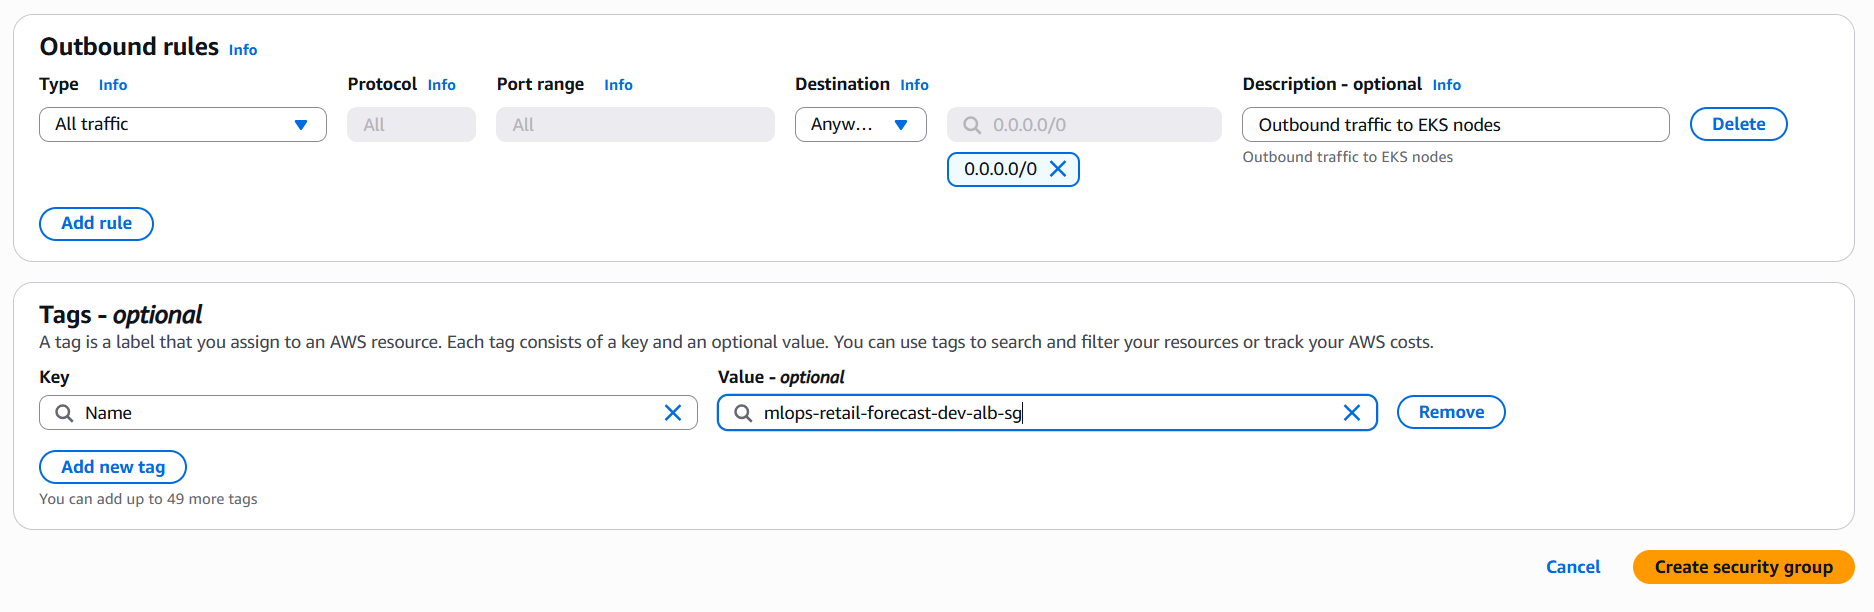 Outbound rules Info
Type Info Protocol Info Port range Info Destination Info Description - optional Info
All traffic All All Anyw... 0.0.0.0/0 Outbound traffic to EKS nodes Delete
Outbound traffic to EKS nodes
0.0.0.0/0
Add rule
Tags - optional
A tag is a label that you assign to an AWS resource. Each tag consists of a key and an optional value. You can use tags to search and filter your resources or track your AWS costs.
Key Value - optional
Name mlops-retail-forecast-dev-alb-sg Remove
Add new tag
You can add up to 49 more tags
Cancel Create security group